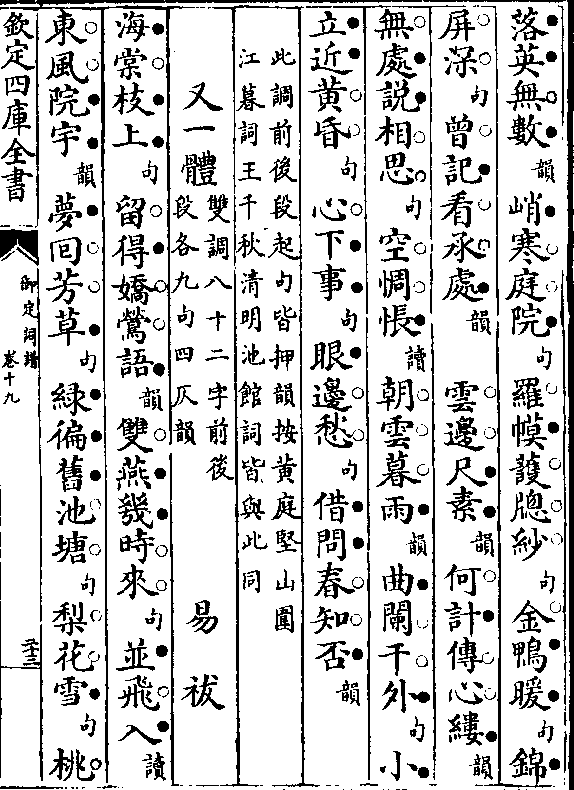 落英無數韻峭寒庭院句羅幙䕶牕紗句金鴨暖句錦
屏深句曾記看承處韻　雲邊尺素韻何計傳心縷韻
無處説相思句空惆悵讀朝雲暮雨韻曲闌干外句小
立近黄昏句心下事句眼邊愁句借問春知否韻
此調前後段起句皆押韻按黄庭堅山圍
江暮詞王千秋清明池館詞皆與此同
又一體　雙調八十二字前後
段各九句四仄韻　易祓
海棠枝上句留得嬌鶯語韻雙燕幾時來句並飛入讀
東風院宇韻夢回芳草句綠徧舊池塘句梨花雪句桃
欽定四庫全書
御定詞譜
卷十九